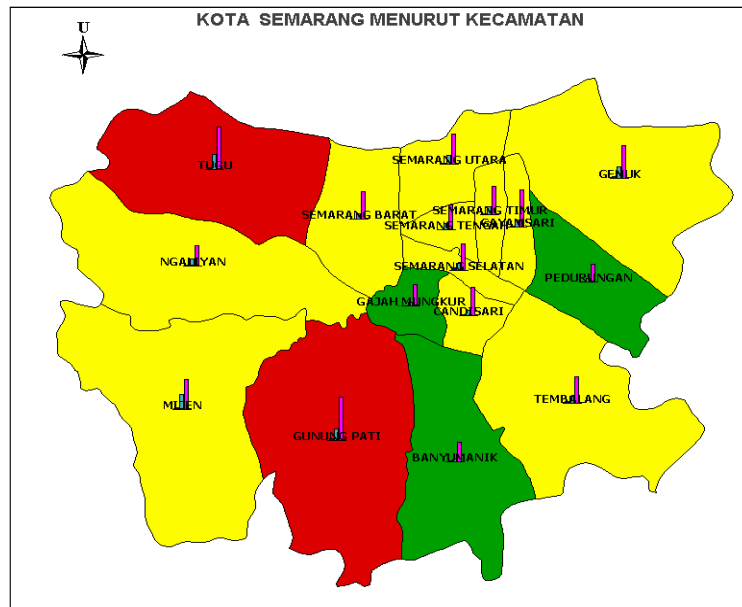 KOTA SEMARANG MENURUT KECAMATAN
U
TUGU
SEMARANG UTARA
GENUK
SEMARANG BARAT
SEMARANG TIMUR
SEMARANG TENGAH
GAYAMSARI
NGALIYAN
SEMARANG SELATAN
PEDURUNGAN
GAJAH MUNGKUR
CANDISARI
MIJEN
TEMBALANG
GUNUNG PATI
BANYUMANIK